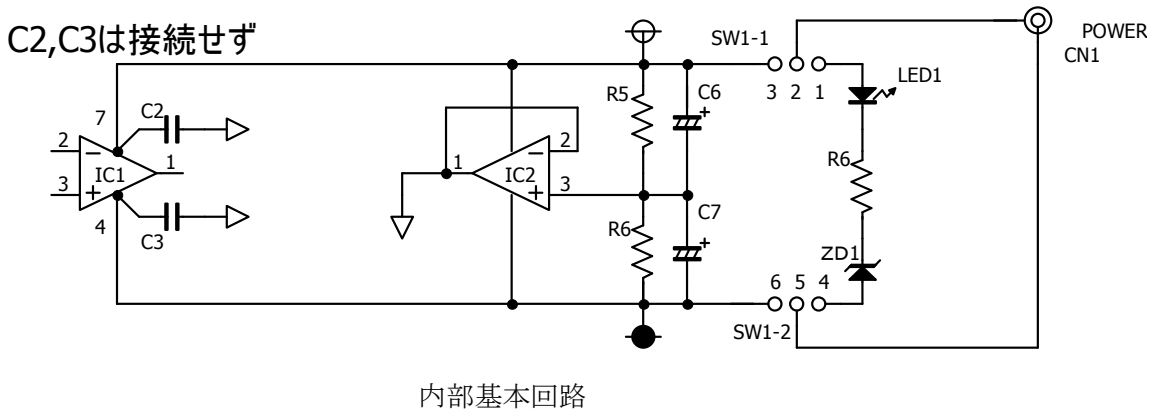 C2,C3は接続せず
SW1-1
POWER
CN1
3 2 1
LED1
R5
C6
+
7
C2
2
−
IC1
1
3
+
4
C3
2
−
1
IC2
+
3
R6
C7
+
R6
ZD1
6 5 4
SW1-2
内部基本回路